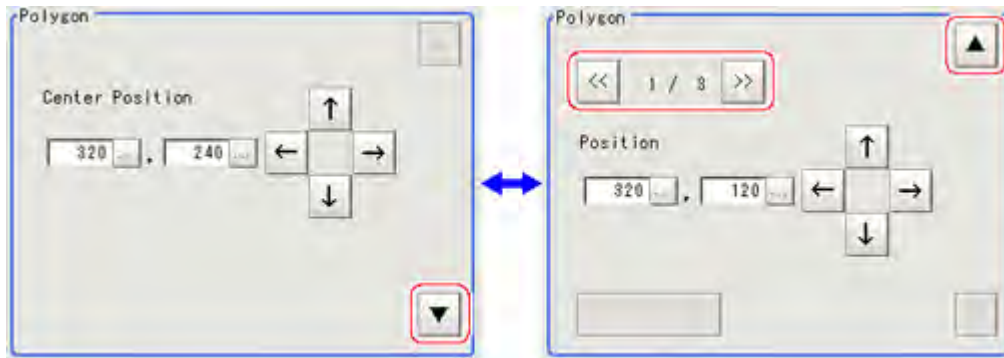 Polygon
Center Position
320 ... , 240 ... ← → ↑ ↓
▼
Polygon
▲
<< 1 / 3 >>
Position
320 ... , 120 ... ← → ↑ ↓